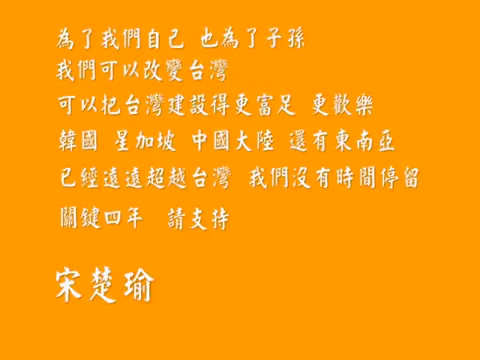 為了我們自己 也為了子孫
我們可以改變台灣
可以把台灣建設得更富足 更歡樂
韓國 星加坡 中國大陸 還有東南亞
已經遠遠超越台灣 我們沒有時間停留
關鍵四年 請支持
宋楚瑜